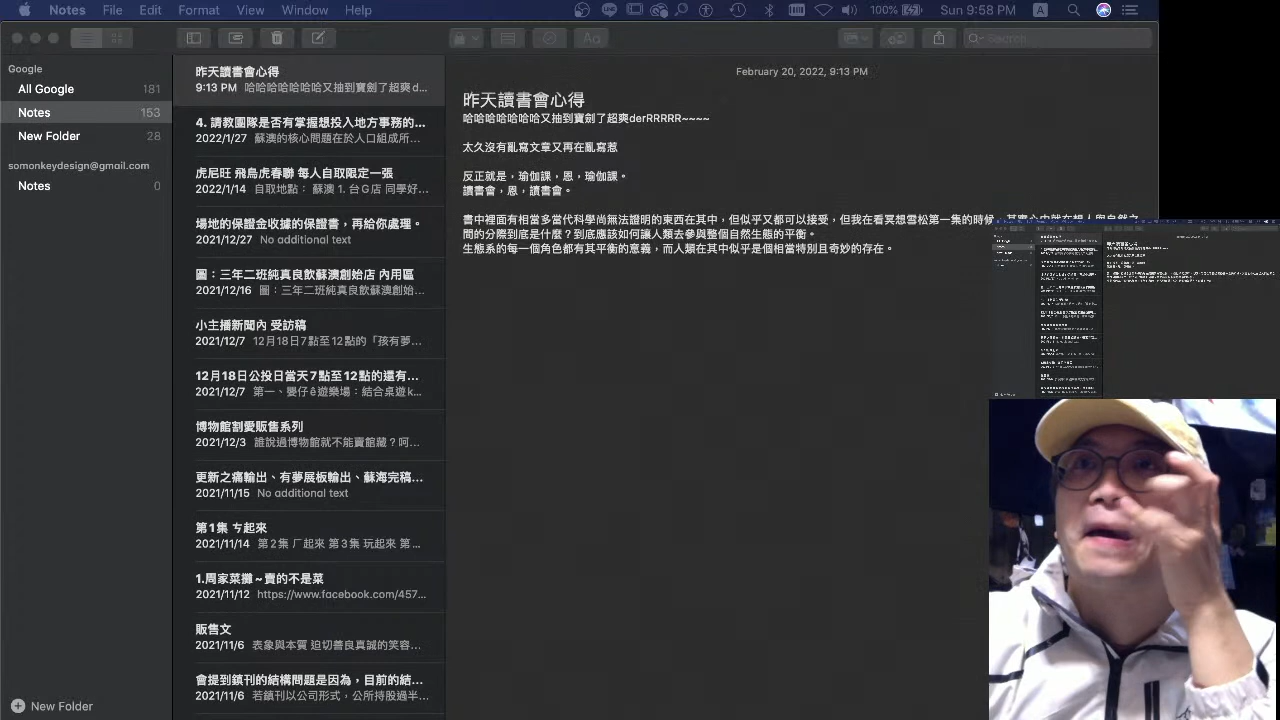 Notes File Edit Format View Window Help 100% Sun 9:58 PM A
Aa Search
Google
All Google 181
Notes 153
New Folder 28
somonkeydesign@gmail.com
Notes 0
New Folder
昨天讀書會心得
9:13 PM 哈哈哈哈哈哈哈又抽到寶劍了超爽d...
4. 請教團隊是否有掌握想投入地方事務的...
2022/1/27 蘇澳的核心問題在於人口組成所...
虎尼旺 飛鳥虎春聯 每人自取限定一張
2022/1/14 自取地點： 蘇澳 1. 台G店 同學好...
場地的保證金收據的保證書，再給你處理。
2021/12/27 No additional text
圖：三年二班純真良飲蘇澳創始店 內用區
2021/12/16 圖：三年二班純真良飲蘇澳創始...
小主播新聞內 受訪稿
2021/12/7 12月18日7點至12點的「孩有夢...
12月18日公投日當天7點至12點的還有...
2021/12/7 第一、嬰仔ê遊樂場：結合桌遊k...
博物館割愛販售系列
2021/12/3 誰說過博物館就不能賣館藏？呵...
更新之痛輸出、有夢展板輸出、蘇海完稿...
2021/11/15 No additional text
第1集 ㄘ起來
2021/11/14 第2集 ㄏ起來 第3集 玩起來 第...
1.周家菜攤～賣的不是菜
2021/11/12 https://www.facebook.com/457...
販售文
2021/11/6 表象與本質 迫切善良真誠的笑容...
會提到鎮刊的結構問題是因為，目前的結...
2021/11/6 若鎮刊以公司形式，公所持股過半...
February 20, 2022, 9:13 PM
昨天讀書會心得
哈哈哈哈哈哈哈又抽到寶劍了超爽derRRRRR~~~~
太久沒有亂寫文章又再在亂寫惹
反正就是，瑜伽課，恩，瑜伽課。
讀書會，恩，讀書會。
書中裡面有相當多當代科學尚無法證明的東西在其中，但似乎又都可以接受，但我在看冥想雪松第一集的時候，其實心中就在想人與自然之
間的分際到底是什麼？到底應該如何讓人類去參與整個自然生態的平衡。
生態系的每一個角色都有其平衡的意義，而人類在其中似乎是個相當特別且奇妙的存在。